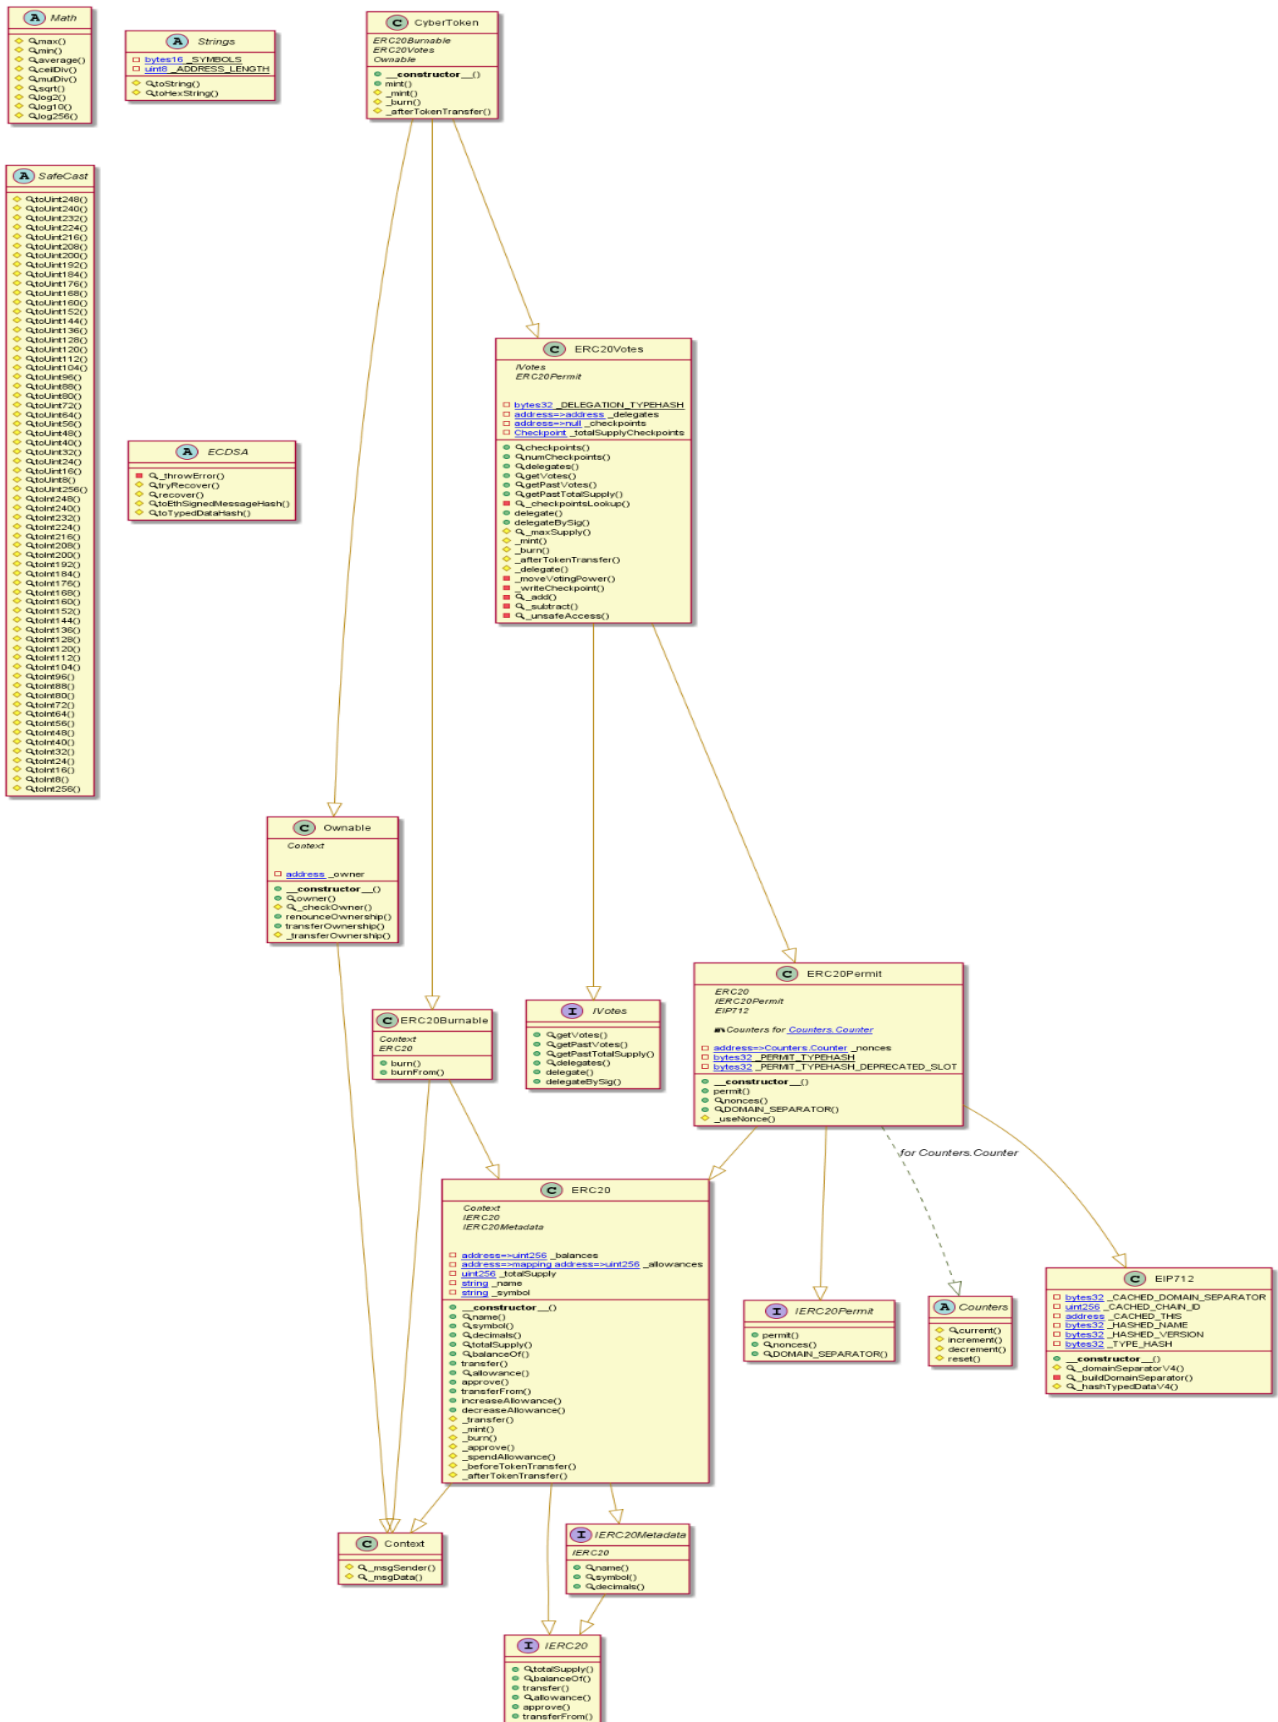 A Math
max()
min()
average()
ceilDiv()
mulDiv()
sqrt()
log2()
log10()
log256()
A Strings
bytes16 _SYMBOLS
uint8 _ADDRESS_LENGTH
toString()
toHexString()
C CyberToken
ERC20Burnable
ERC20Votes
Ownable
__constructor__()
mint()
_mint()
_burn()
_afterTokenTransfer()
A SafeCast
toUint248()
toUint240()
toUint232()
toUint224()
toUint216()
toUint208()
toUint200()
toUint192()
toUint184()
toUint176()
toUint168()
toUint160()
toUint152()
toUint144()
toUint136()
toUint128()
toUint120()
toUint112()
toUint104()
toUint96()
toUint88()
toUint80()
toUint72()
toUint64()
toUint56()
toUint48()
toUint40()
toUint32()
toUint24()
toUint16()
toUint8()
toUint256()
toInt248()
toInt240()
toInt232()
toInt224()
toInt216()
toInt208()
toInt200()
toInt192()
toInt184()
toInt176()
toInt168()
toInt160()
toInt152()
toInt144()
toInt136()
toInt128()
toInt120()
toInt112()
toInt104()
toInt96()
toInt88()
toInt80()
toInt72()
toInt64()
toInt56()
toInt48()
toInt40()
toInt32()
toInt24()
toInt16()
toInt8()
toInt256()
A ECDSA
_throwError()
tryRecover()
recover()
toEthSignedMessageHash()
toTypedDataHash()
C ERC20Votes
IVotes
ERC20Permit
bytes32 _DELEGATION_TYPEHASH
address=>address _delegates
address=>null _checkpoints
Checkpoint _totalSupplyCheckpoints
checkpoints()
numCheckpoints()
delegates()
getVotes()
getPastVotes()
getPastTotalSupply()
_checkpointsLookup()
delegate()
delegateBySig()
_maxSupply()
_mint()
_burn()
_afterTokenTransfer()
_delegate()
_moveVotingPower()
_writeCheckpoint()
_add()
_subtract()
_unsafeAccess()
C Ownable
Context
address _owner
__constructor__()
owner()
_checkOwner()
renounceOwnership()
transferOwnership()
_transferOwnership()
C ERC20Burnable
Context
ERC20
burn()
burnFrom()
I IVotes
getVotes()
getPastVotes()
getPastTotalSupply()
delegates()
delegate()
delegateBySig()
C ERC20Permit
ERC20
IERC20Permit
EIP712
Counters for Counters.Counter
address=>Counters.Counter _nonces
bytes32 _PERMIT_TYPEHASH
bytes32 _PERMIT_TYPEHASH_DEPRECATED_SLOT
__constructor__()
permit()
nonces()
DOMAIN_SEPARATOR()
_useNonce()
for Counters.Counter
C ERC20
Context
IERC20
IERC20Metadata
address=>uint256 _balances
address=>mapping address=>uint256 _allowances
uint256 _totalSupply
string _name
string _symbol
__constructor__()
name()
symbol()
decimals()
totalSupply()
balanceOf()
transfer()
allowance()
approve()
transferFrom()
increaseAllowance()
decreaseAllowance()
_transfer()
_mint()
_burn()
_approve()
_spendAllowance()
_beforeTokenTransfer()
_afterTokenTransfer()
I IERC20Permit
permit()
nonces()
DOMAIN_SEPARATOR()
A Counters
current()
increment()
decrement()
reset()
C EIP712
bytes32 _CACHED_DOMAIN_SEPARATOR
uint256 _CACHED_CHAIN_ID
address _CACHED_THIS
bytes32 _HASHED_NAME
bytes32 _HASHED_VERSION
bytes32 _TYPE_HASH
__constructor__()
_domainSeparatorV4()
_buildDomainSeparator()
_hashTypedDataV4()
C Context
_msgSender()
_msgData()
I IERC20Metadata
IERC20
name()
symbol()
decimals()
I IERC20
totalSupply()
balanceOf()
transfer()
allowance()
approve()
transferFrom()